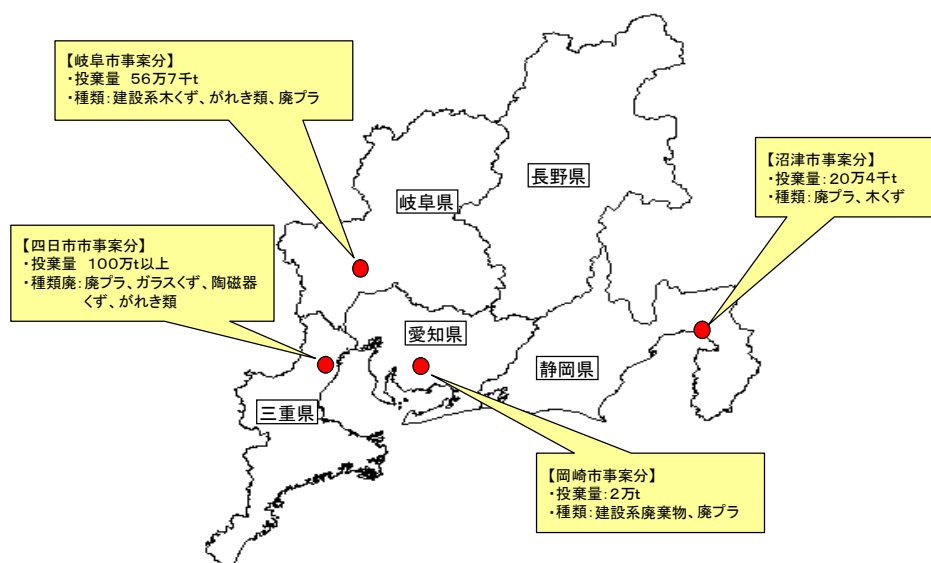 【岐阜市事案分】
・投棄量 56万7千t
・種類:建設系木くず、がれき類、廃プラ
長野県
【沼津市事案分】
・投棄量:20万4千t
・種類:廃プラ、木くず
岐阜県
【四日市市事案分】
・投棄量 100万t以上
・種類廃:廃プラ、ガラスくず、陶磁器
くず、がれき類
愛知県
静岡県
三重県
【岡崎市事案分】
・投棄量:2万t
・種類:建設系廃棄物、廃プラ